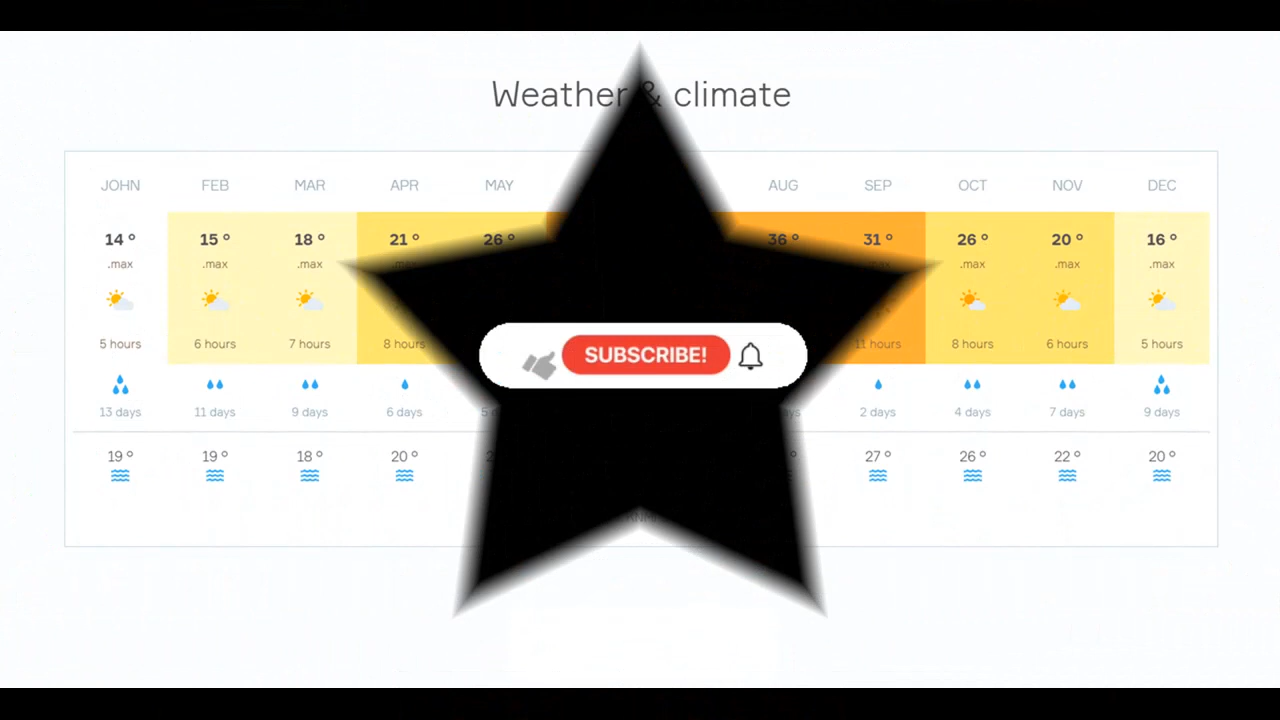 Weather & climate
JOHN FEB MAR APR MAY AUG SEP OCT NOV DEC
14 ° 15 ° 18 ° 21 ° 26 ° 36 ° 31 ° 26 ° 20 ° 16 °
.max .max .max .max .max .max .max
5 hours 6 hours 7 hours 8 hours 11 hours 8 hours 6 hours 5 hours
SUBSCRIBE!
13 days 11 days 9 days 6 days 2 days 4 days 7 days 9 days
19 ° 19 ° 18 ° 20 ° 27 ° 26 ° 22 ° 20 °